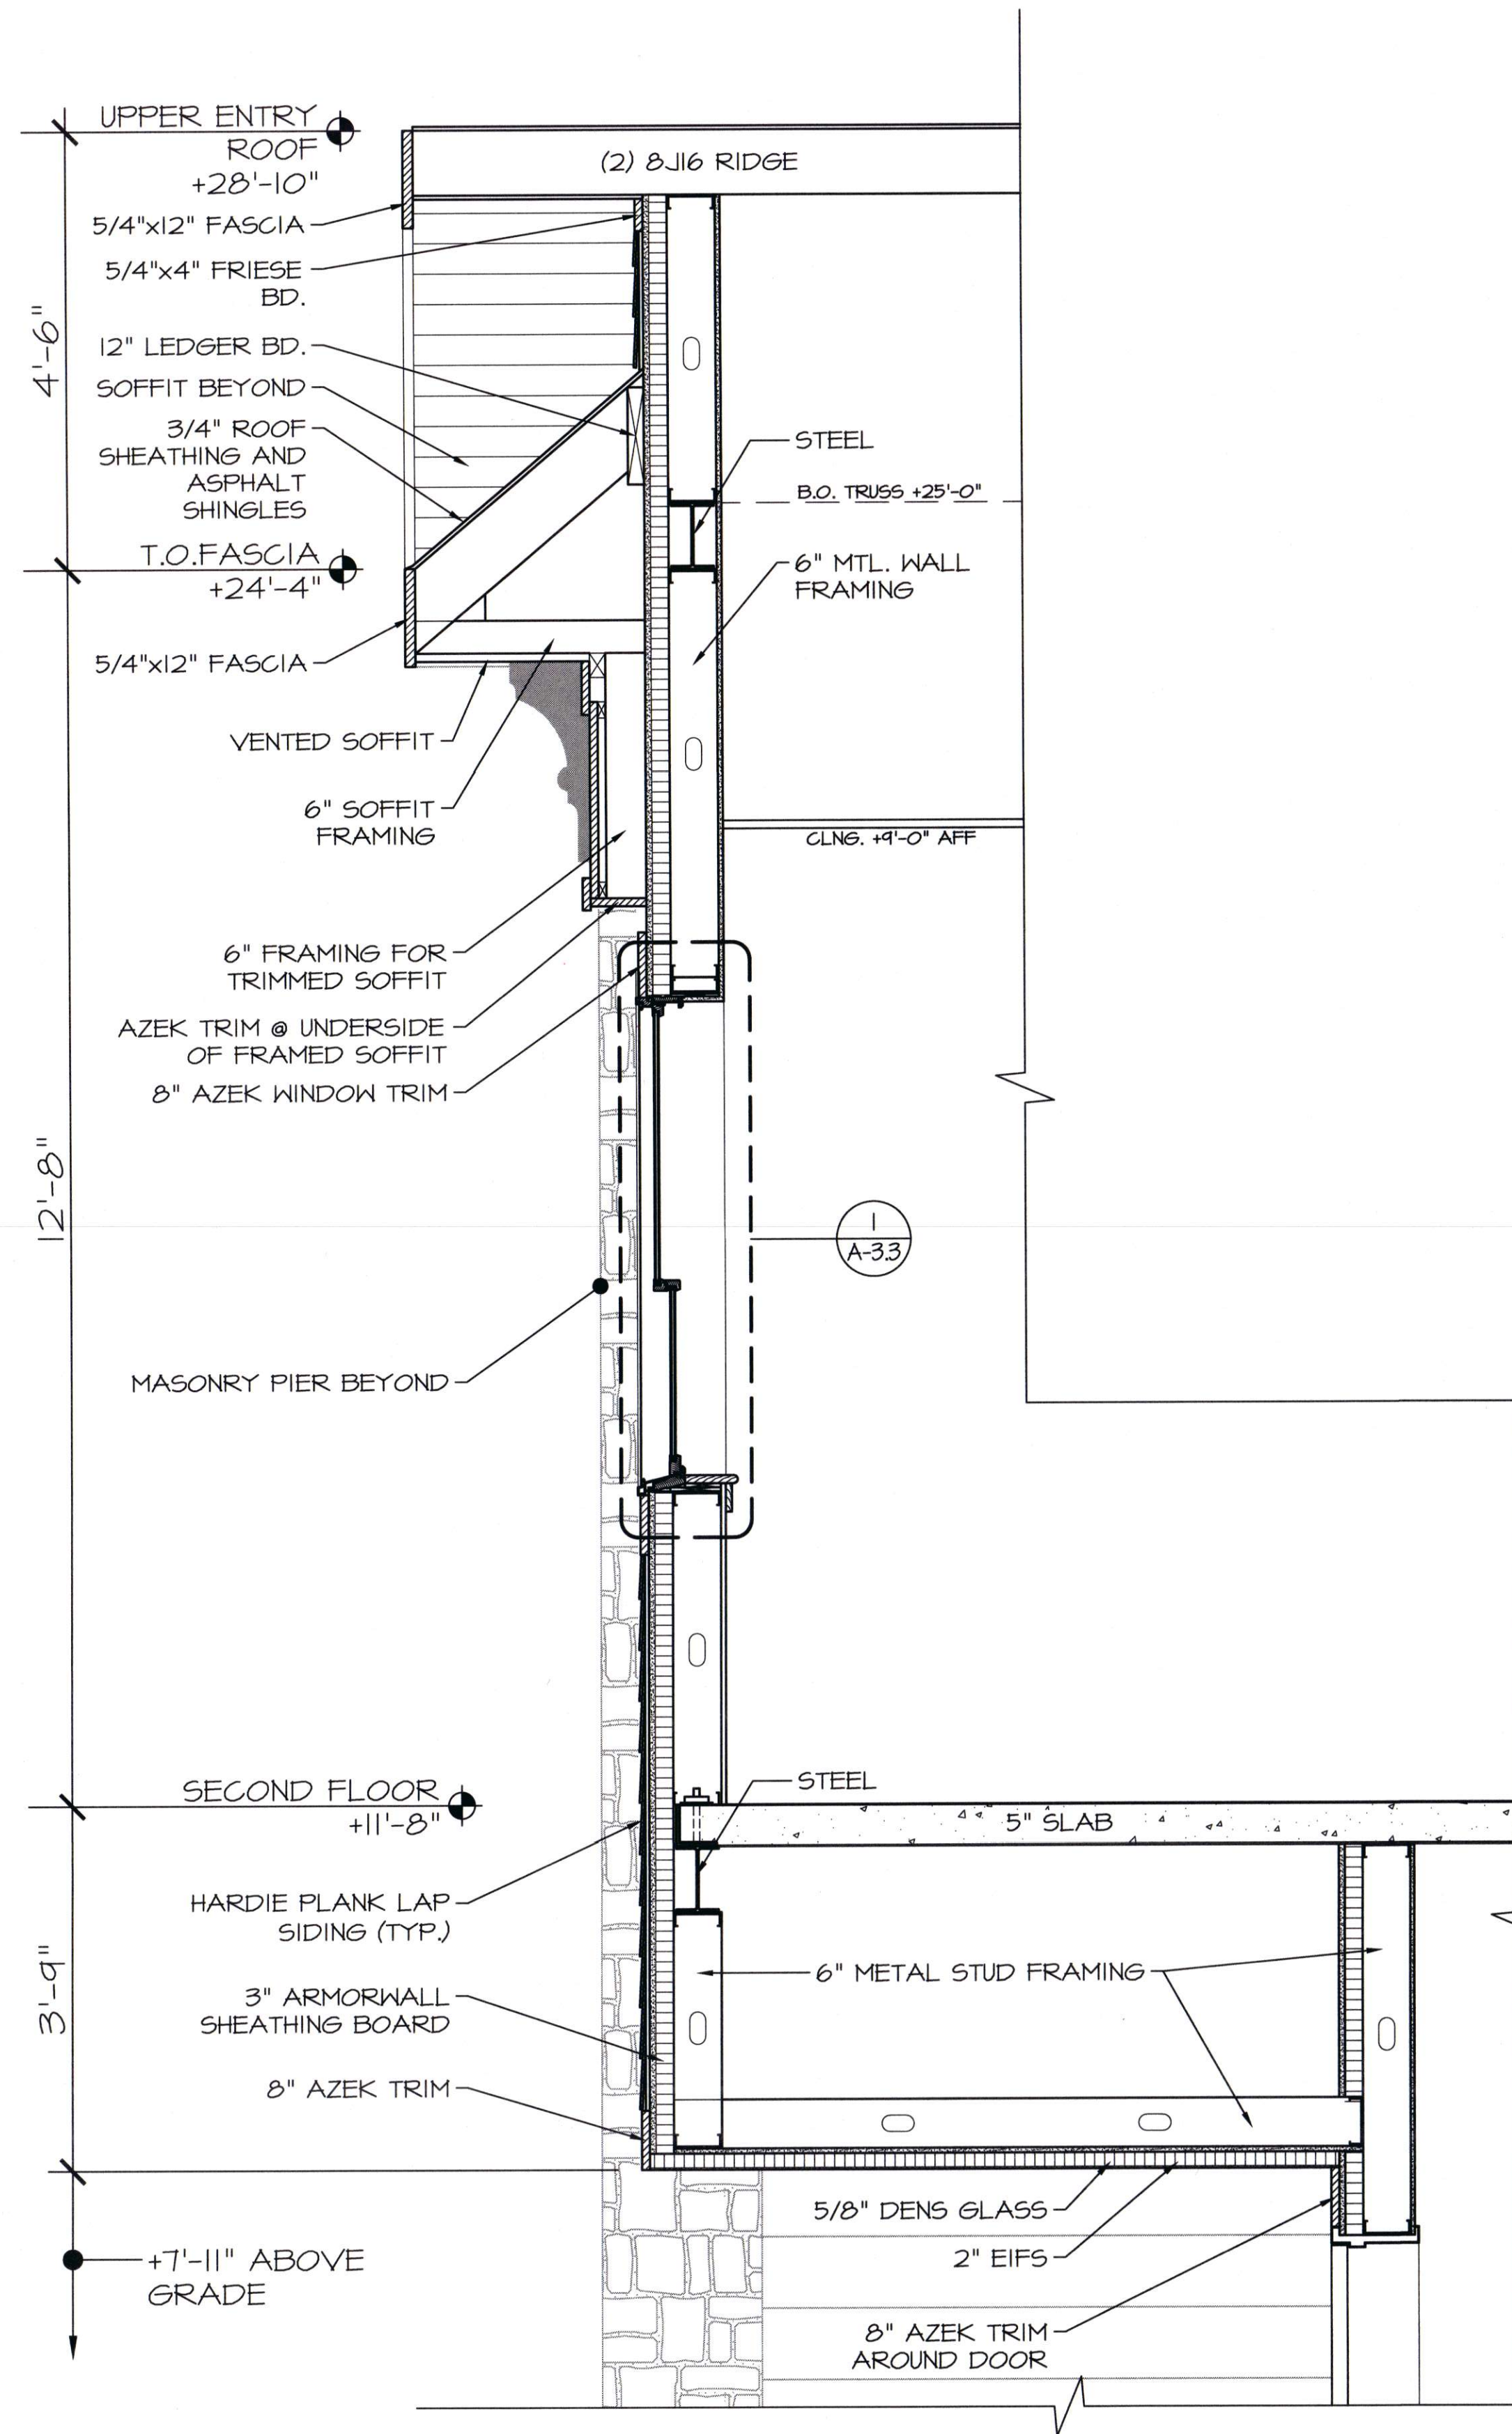 UPPER ENTRY
ROOF
+28'-10"
(2) 8J16 RIDGE
5/4"x12" FASCIA
5/4"x4" FRIESE
BD.
4'-6"
12" LEDGER BD.
SOFFIT BEYOND
3/4" ROOF
SHEATHING AND
ASPHALT
SHINGLES
STEEL
B.O. TRUSS +25'-0"
T.O.FASCIA
+24'-4"
6" MTL. WALL
FRAMING
5/4"x12" FASCIA
VENTED SOFFIT
6" SOFFIT
FRAMING
CLNG. +9'-0" AFF
6" FRAMING FOR
TRIMMED SOFFIT
AZEK TRIM @ UNDERSIDE
OF FRAMED SOFFIT
8" AZEK WINDOW TRIM
12'-8"
1
A-3.3
MASONRY PIER BEYOND
STEEL
SECOND FLOOR
+11'-8"
5" SLAB
HARDIE PLANK LAP
SIDING (TYP.)
6" METAL STUD FRAMING
3'-9"
3" ARMORWALL
SHEATHING BOARD
8" AZEK TRIM
5/8" DENS GLASS
2" EIFS
+7'-11" ABOVE
GRADE
8" AZEK TRIM
AROUND DOOR